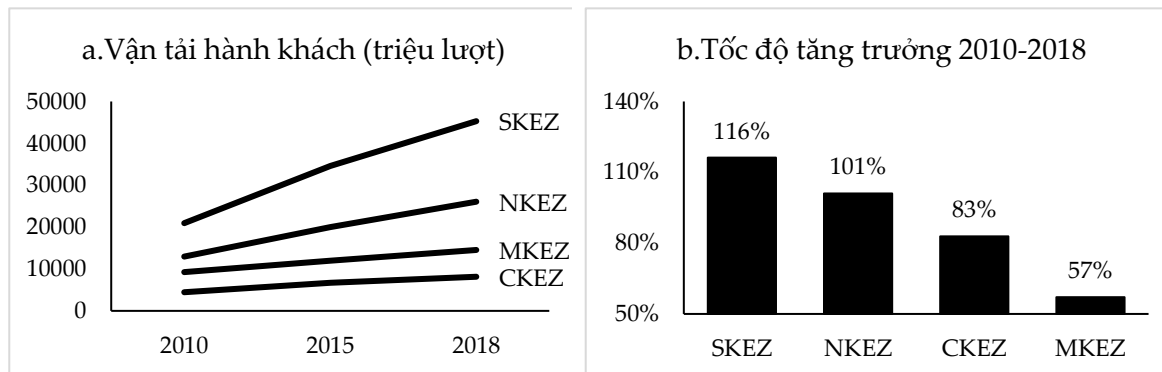 a.Vận tải hành khách (triệu lượt)
50000
40000
30000
20000
10000
0
SKEZ
NKEZ
MKEZ
CKEZ
2010 2015 2018
b.Tốc độ tăng trưởng 2010-2018
140%
110%
80%
50%
116%
101%
83%
57%
SKEZ NKEZ CKEZ MKEZ